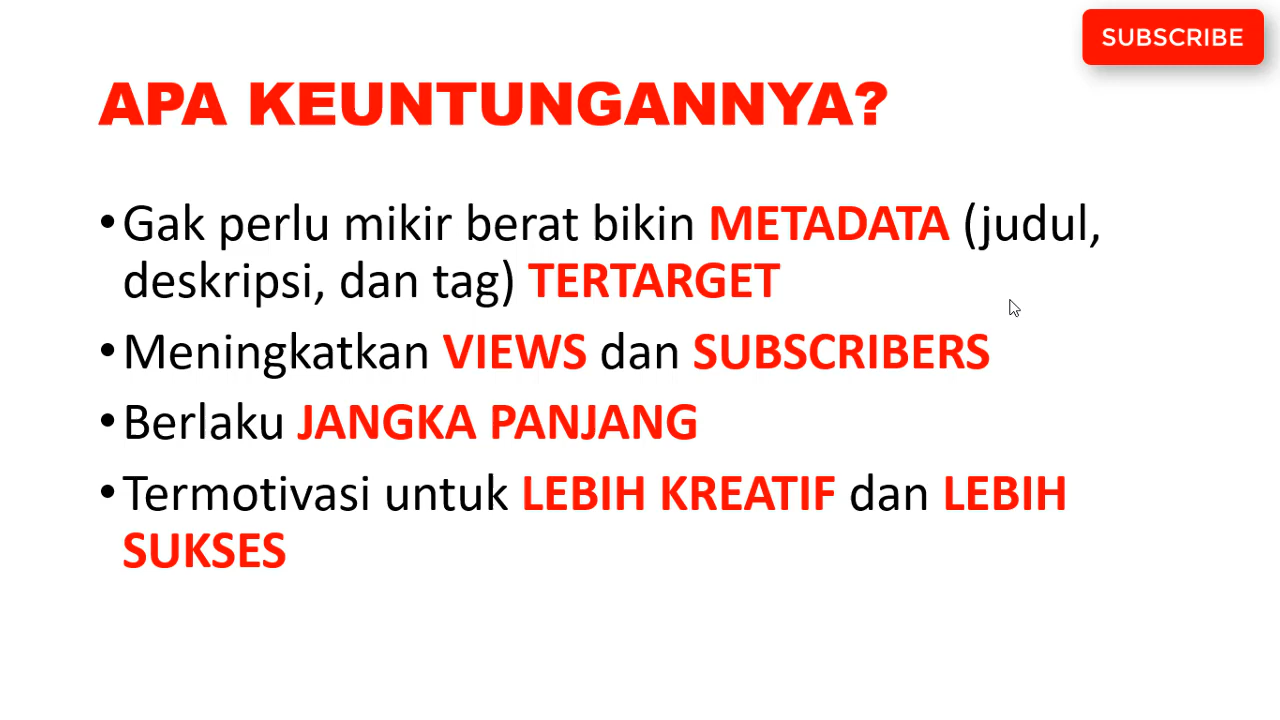 SUBSCRIBE
APA KEUNTUNGANNYA?
•Gak perlu mikir berat bikin METADATA (judul,
deskripsi, dan tag) TERTARGET
•Meningkatkan VIEWS dan SUBSCRIBERS
•Berlaku JANGKA PANJANG
•Termotivasi untuk LEBIH KREATIF dan LEBIH
SUKSES